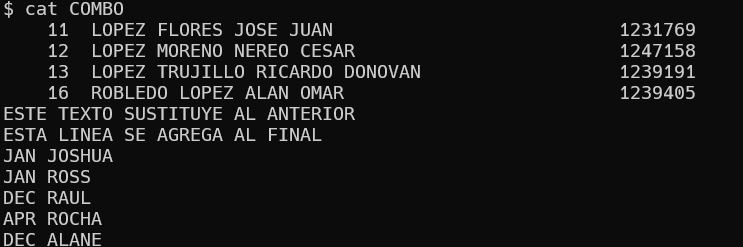 $ cat COMBO
11 LOPEZ FLORES JOSE JUAN 1231769
12 LOPEZ MORENO NEREO CESAR 1247158
13 LOPEZ TRUJILLO RICARDO DONOVAN 1239191
16 ROBLEDO LOPEZ ALAN OMAR 1239405
ESTE TEXTO SUSTITUYE AL ANTERIOR
ESTA LINEA SE AGREGA AL FINAL
JAN JOSHUA
JAN ROSS
DEC RAUL
APR ROCHA
DEC ALANE